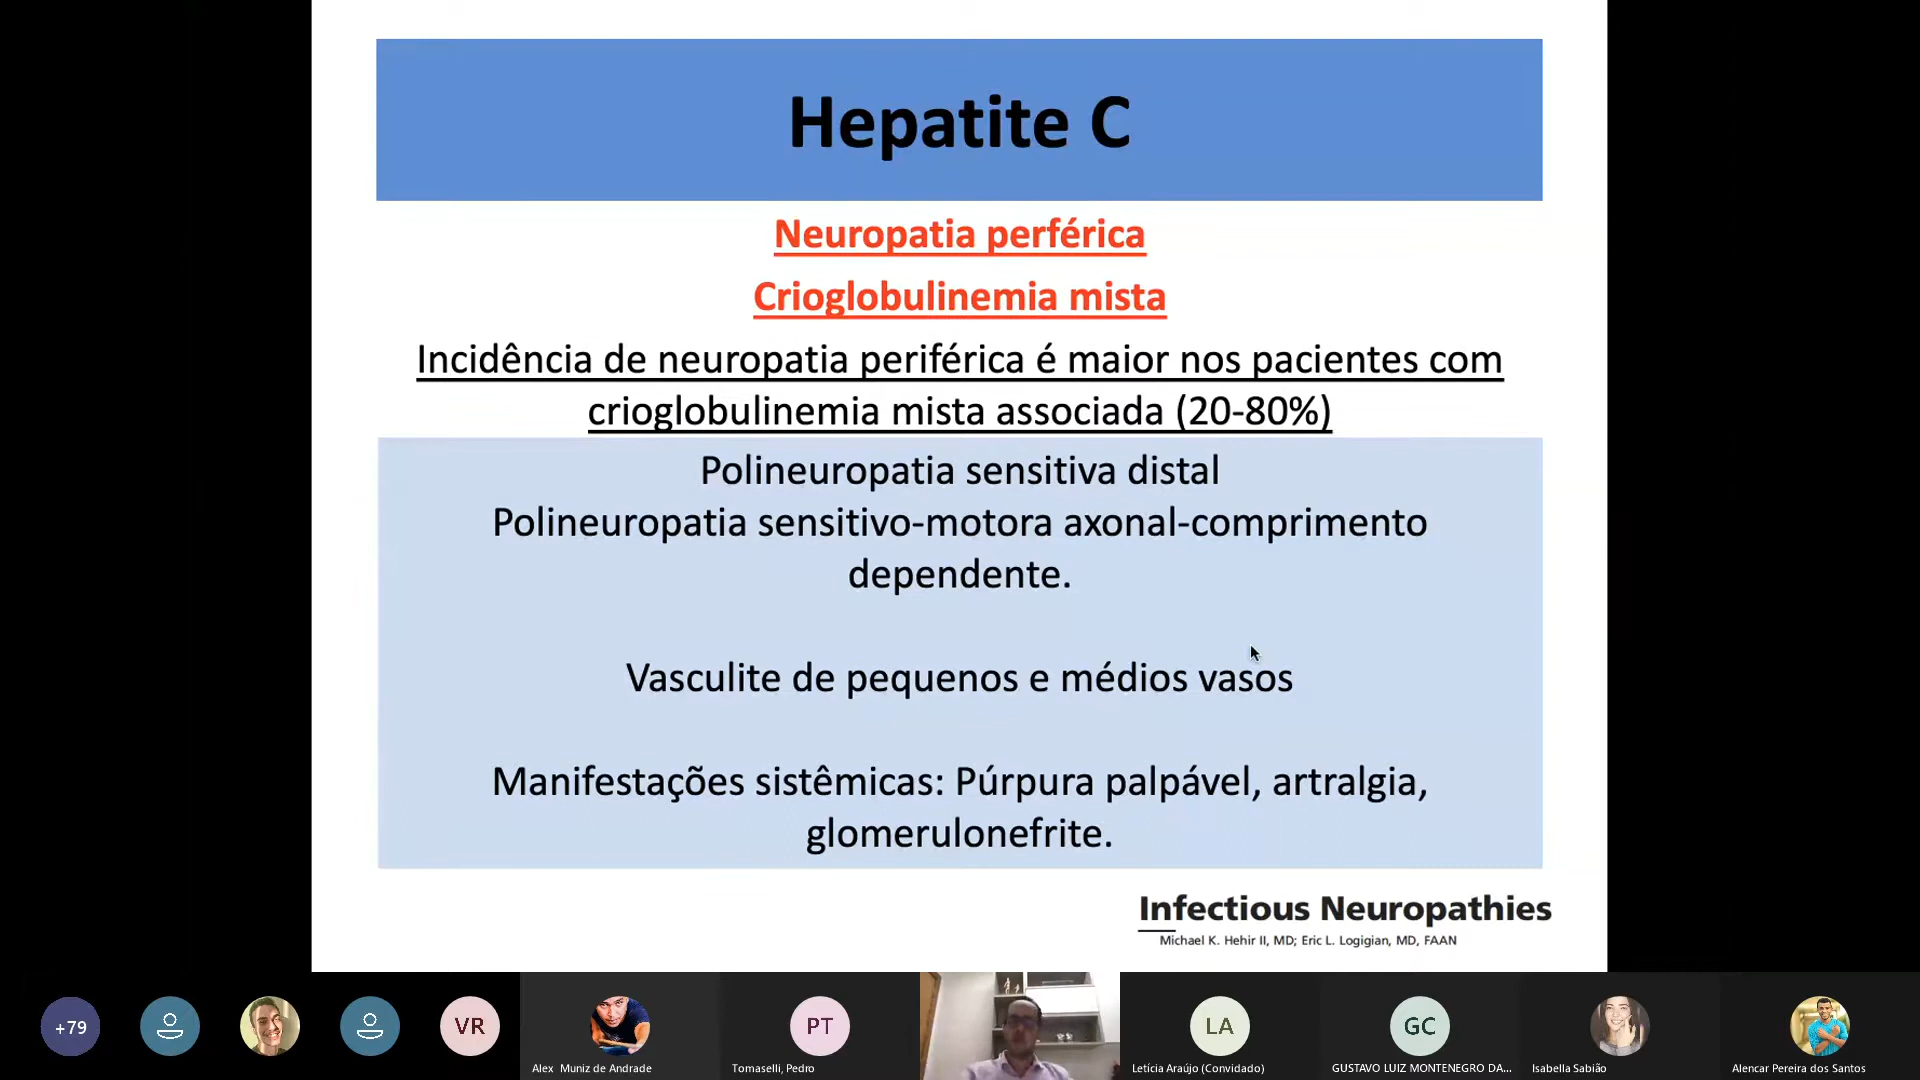 Hepatite C
Neuropatia perférica
Crioglobulinemia mista
Incidência de neuropatia periférica é maior nos pacientes com
crioglobulinemia mista associada (20-80%)
Polineuropatia sensitiva distal
Polineuropatia sensitivo-motora axonal-comprimento
dependente.
Vasculite de pequenos e médios vasos
Manifestações sistêmicas: Púrpura palpável, artralgia,
glomerulonefrite.
Infectious Neuropathies
Michael K. Hehir II, MD; Eric L. Logigian, MD, FAAN
+79
VR
PT
LA
GC
Alex Muniz de Andrade
Tomaselli, Pedro
Letícia Araújo (Convidado)
GUSTAVO LUIZ MONTENEGRO DA...
Isabella Sabião
Alencar Pereira dos Santos